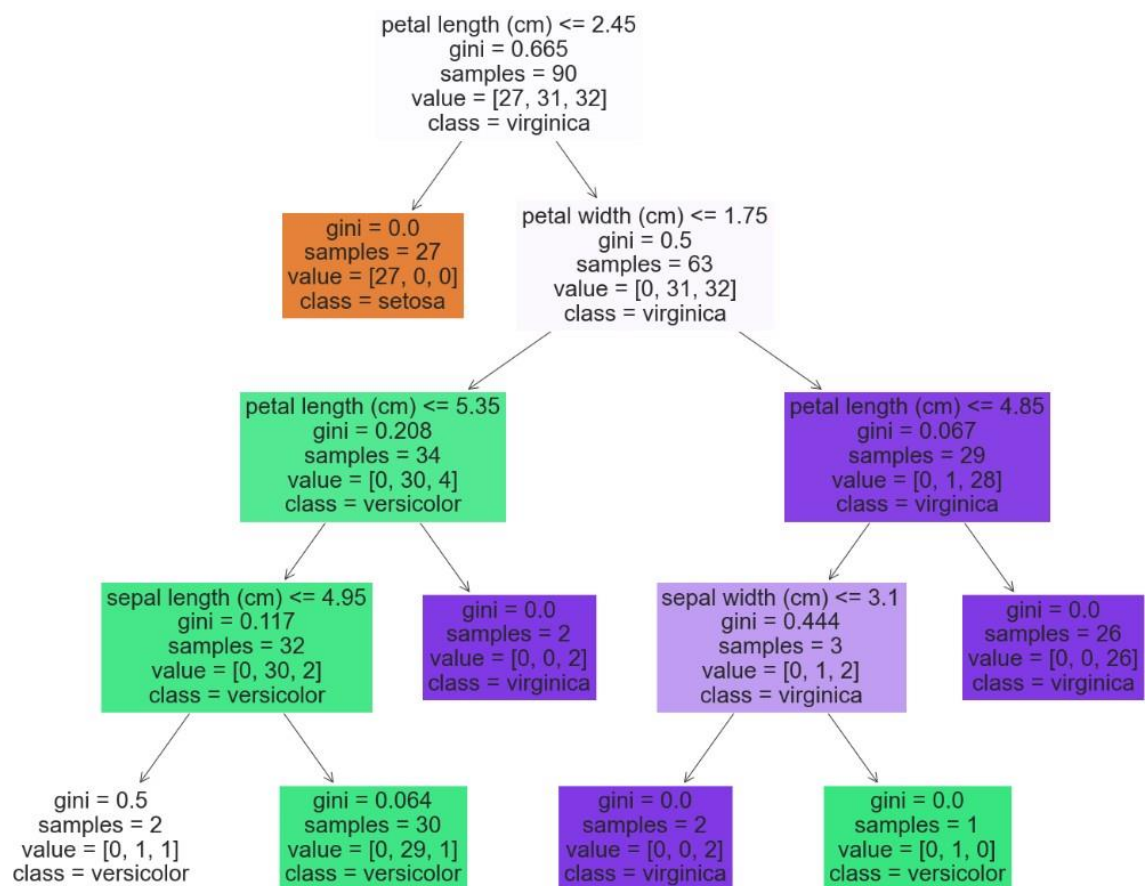 petal length (cm) <= 2.45
gini = 0.665
samples = 90
value = [27, 31, 32]
class = virginica
gini = 0.0
samples = 27
value = [27, 0, 0]
class = setosa
petal width (cm) <= 1.75
gini = 0.5
samples = 63
value = [0, 31, 32]
class = virginica
petal length (cm) <= 5.35
gini = 0.208
samples = 34
value = [0, 30, 4]
class = versicolor
petal length (cm) <= 4.85
gini = 0.067
samples = 29
value = [0, 1, 28]
class = virginica
sepal length (cm) <= 4.95
gini = 0.117
samples = 32
value = [0, 30, 2]
class = versicolor
gini = 0.0
samples = 2
value = [0, 0, 2]
class = virginica
sepal width (cm) <= 3.1
gini = 0.444
samples = 3
value = [0, 1, 2]
class = virginica
gini = 0.0
samples = 26
value = [0, 0, 26]
class = virginica
gini = 0.5
samples = 2
value = [0, 1, 1]
class = versicolor
gini = 0.064
samples = 30
value = [0, 29, 1]
class = versicolor
gini = 0.0
samples = 2
value = [0, 0, 2]
class = virginica
gini = 0.0
samples = 1
value = [0, 1, 0]
class = versicolor